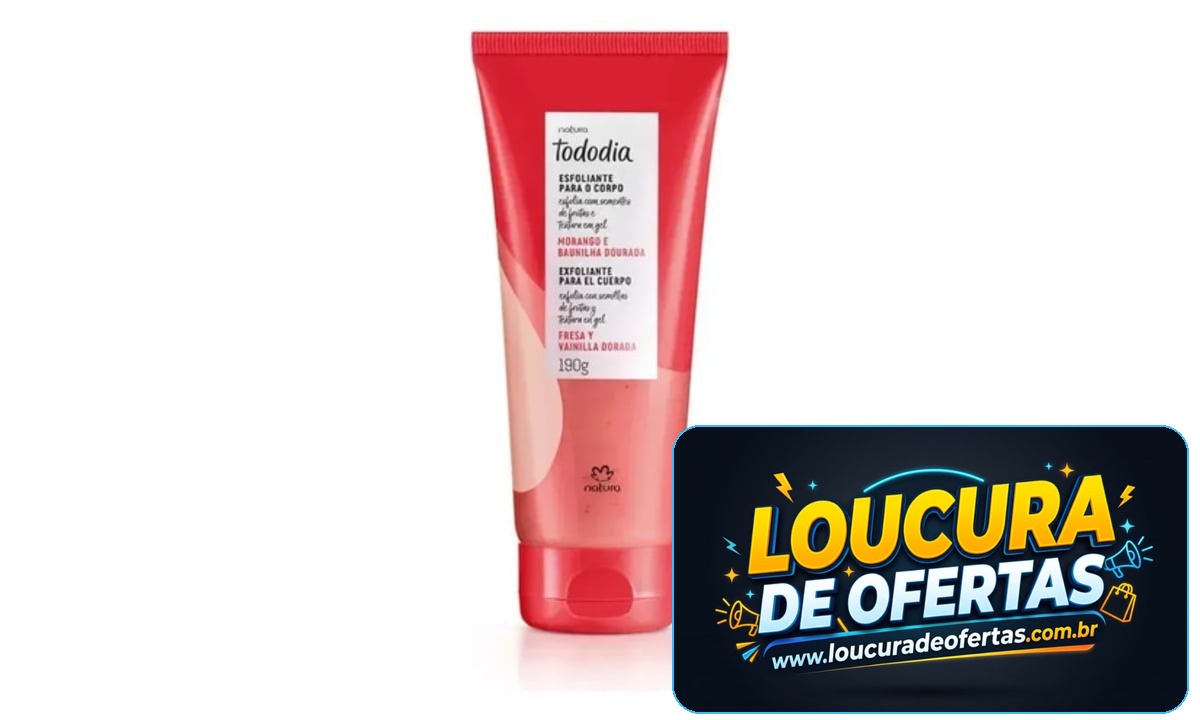 natura
Tododia
ESFOLIANTE
PARA O CORPO
esfolia com sementes
de frutas e
textura em gel
MORANGO E
BAUNILHA DOURADA
EXFOLIANTE
PARA EL CUERPO
exfolia con semillas
de frutas y
textura en gel
FRESA Y
VAINILLA DORADA
190g
natura
LOUCURA
DE OFERTAS
www.loucuradeofertas.com.br